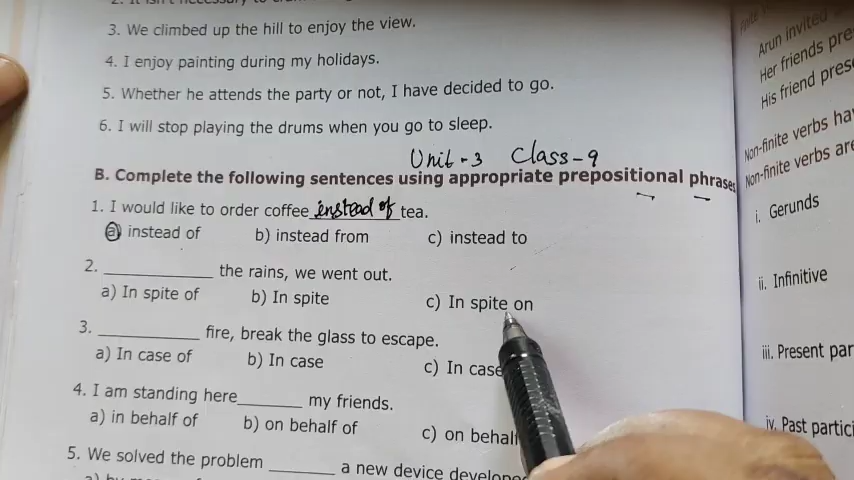 3. We climbed up the hill to enjoy the view.
4. I enjoy painting during my holidays.
5. Whether he attends the party or not, I have decided to go.
6. I will stop playing the drums when you go to sleep.
Unit - 3 Class - 9
B. Complete the following sentences using appropriate prepositional phrases
1. I would like to order coffee instead of tea.
a) instead of b) instead from c) instead to
2. ____________ the rains, we went out.
a) In spite of b) In spite c) In spite on
3. ___________ fire, break the glass to escape.
a) In case of b) In case c) In case
4. I am standing here_______ my friends.
a) in behalf of b) on behalf of c) on behalf
5. We solved the problem _______ a new device
Arun invited
Her friends pre
His friend prese
Non-finite verbs ha
Non-finite verbs are
i. Gerunds
ii. Infinitive
iii. Present par
iv. Past partici